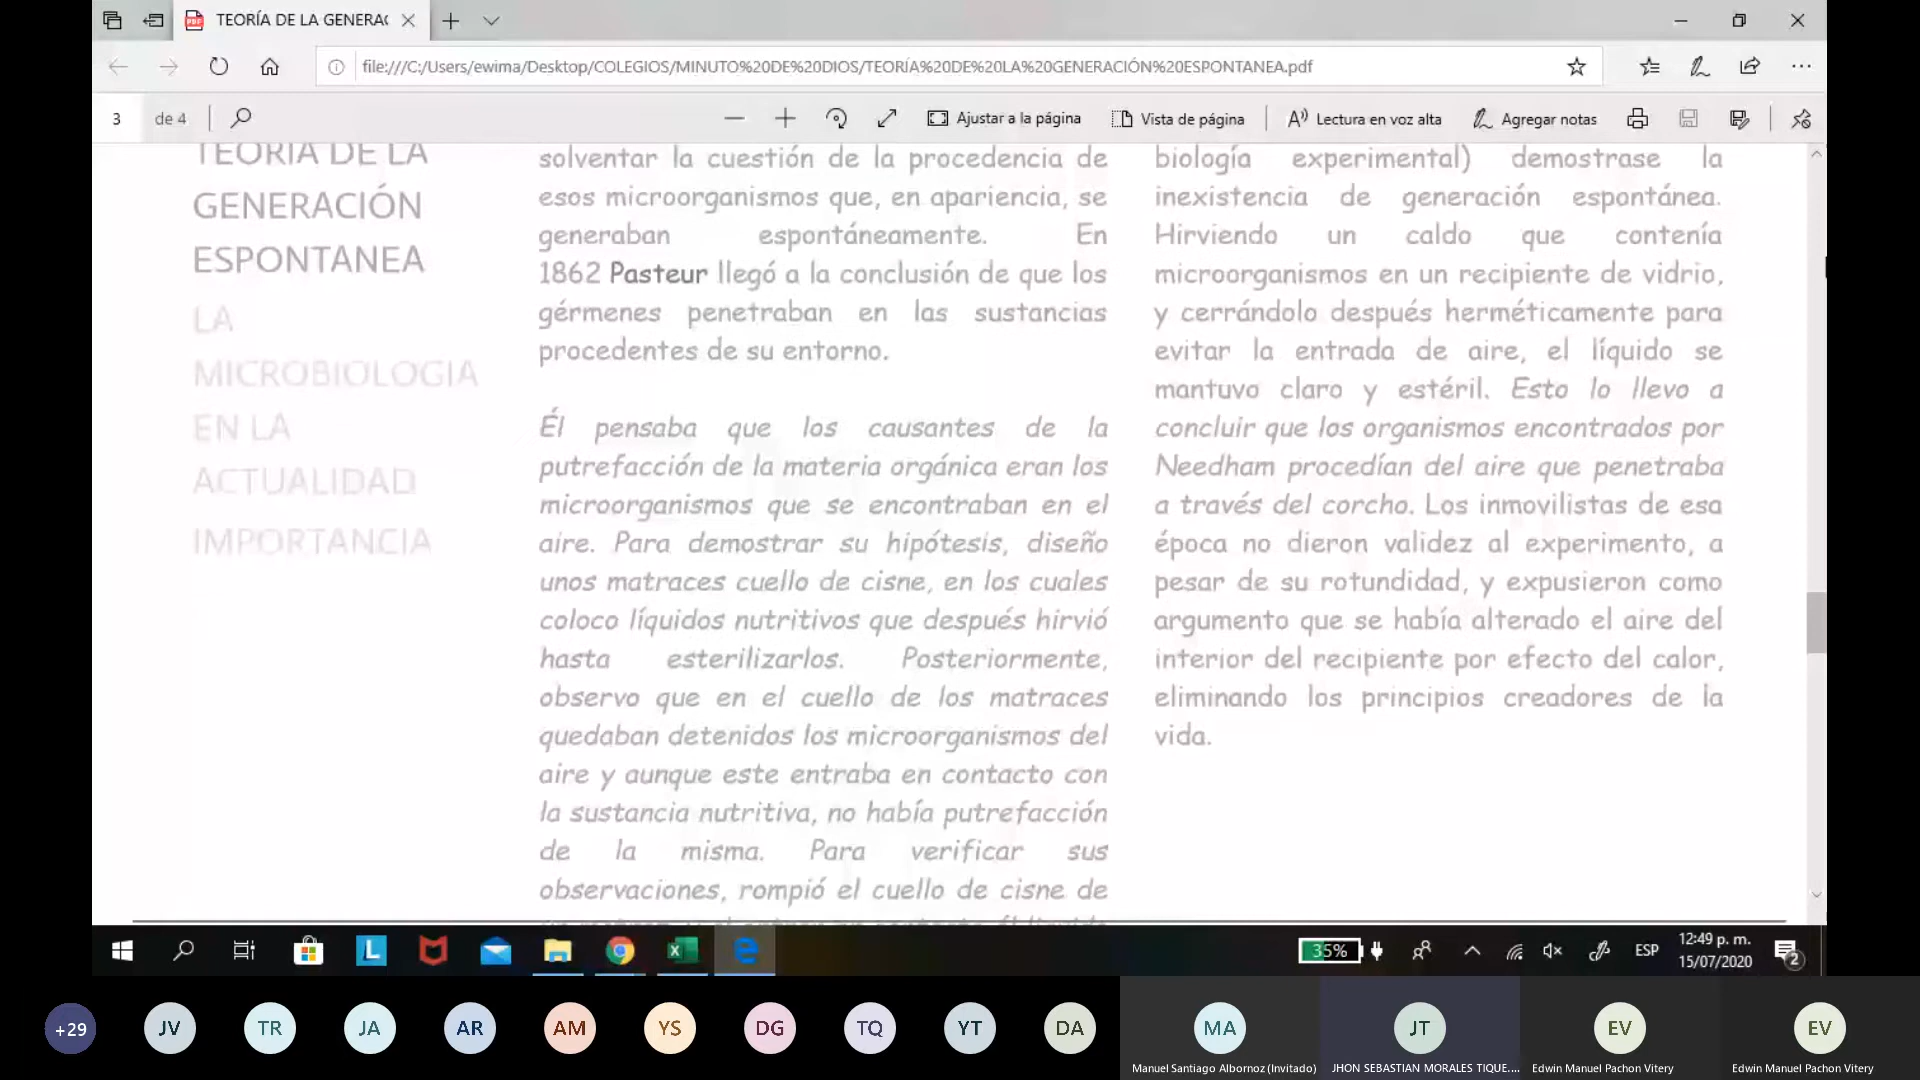 TEORÍA DE LA GENERAC
file:///C:/Users/ewima/Desktop/COLEGIOS/MINUTO%20DE%20DIOS/TEORÍA%20DE%20LA%20GENERACIÓN%20ESPONTANEA.pdf
3 de 4
Ajustar a la página
Vista de página
Lectura en voz alta
Agregar notas
TEORÍA DE LA
GENERACIÓN
ESPONTANEA
LA
MICROBIOLOGIA
EN LA
ACTUALIDAD
IMPORTANCIA
solventar la cuestión de la procedencia de
esos microorganismos que, en apariencia, se
generaban espontáneamente. En
1862 Pasteur llegó a la conclusión de que los
gérmenes penetraban en las sustancias
procedentes de su entorno.
Él pensaba que los causantes de la
putrefacción de la materia orgánica eran los
microorganismos que se encontraban en el
aire. Para demostrar su hipótesis, diseño
unos matraces cuello de cisne, en los cuales
coloco líquidos nutritivos que después hirvió
hasta esterilizarlos. Posteriormente,
observo que en el cuello de los matraces
quedaban detenidos los microorganismos del
aire y aunque este entraba en contacto con
la sustancia nutritiva, no había putrefacción
de la misma. Para verificar sus
observaciones, rompió el cuello de cisne de
biología experimental) demostrase la
inexistencia de generación espontánea.
Hirviendo un caldo que contenía
microorganismos en un recipiente de vidrio,
y cerrándolo después herméticamente para
evitar la entrada de aire, el líquido se
mantuvo claro y estéril. Esto lo llevo a
concluir que los organismos encontrados por
Needham procedían del aire que penetraba
a través del corcho. Los inmovilistas de esa
época no dieron validez al experimento, a
pesar de su rotundidad, y expusieron como
argumento que se había alterado el aire del
interior del recipiente por efecto del calor,
eliminando los principios creadores de la
vida.
35%
ESP
12:49 p. m.
15/07/2020
2
+29
JV
TR
JA
AR
AM
YS
DG
TQ
YT
DA
MA
JT
EV
EV
Manuel Santiago Albornoz (Invitado)
JHON SEBASTIAN MORALES TIQUE....
Edwin Manuel Pachon Vitery
Edwin Manuel Pachon Vitery